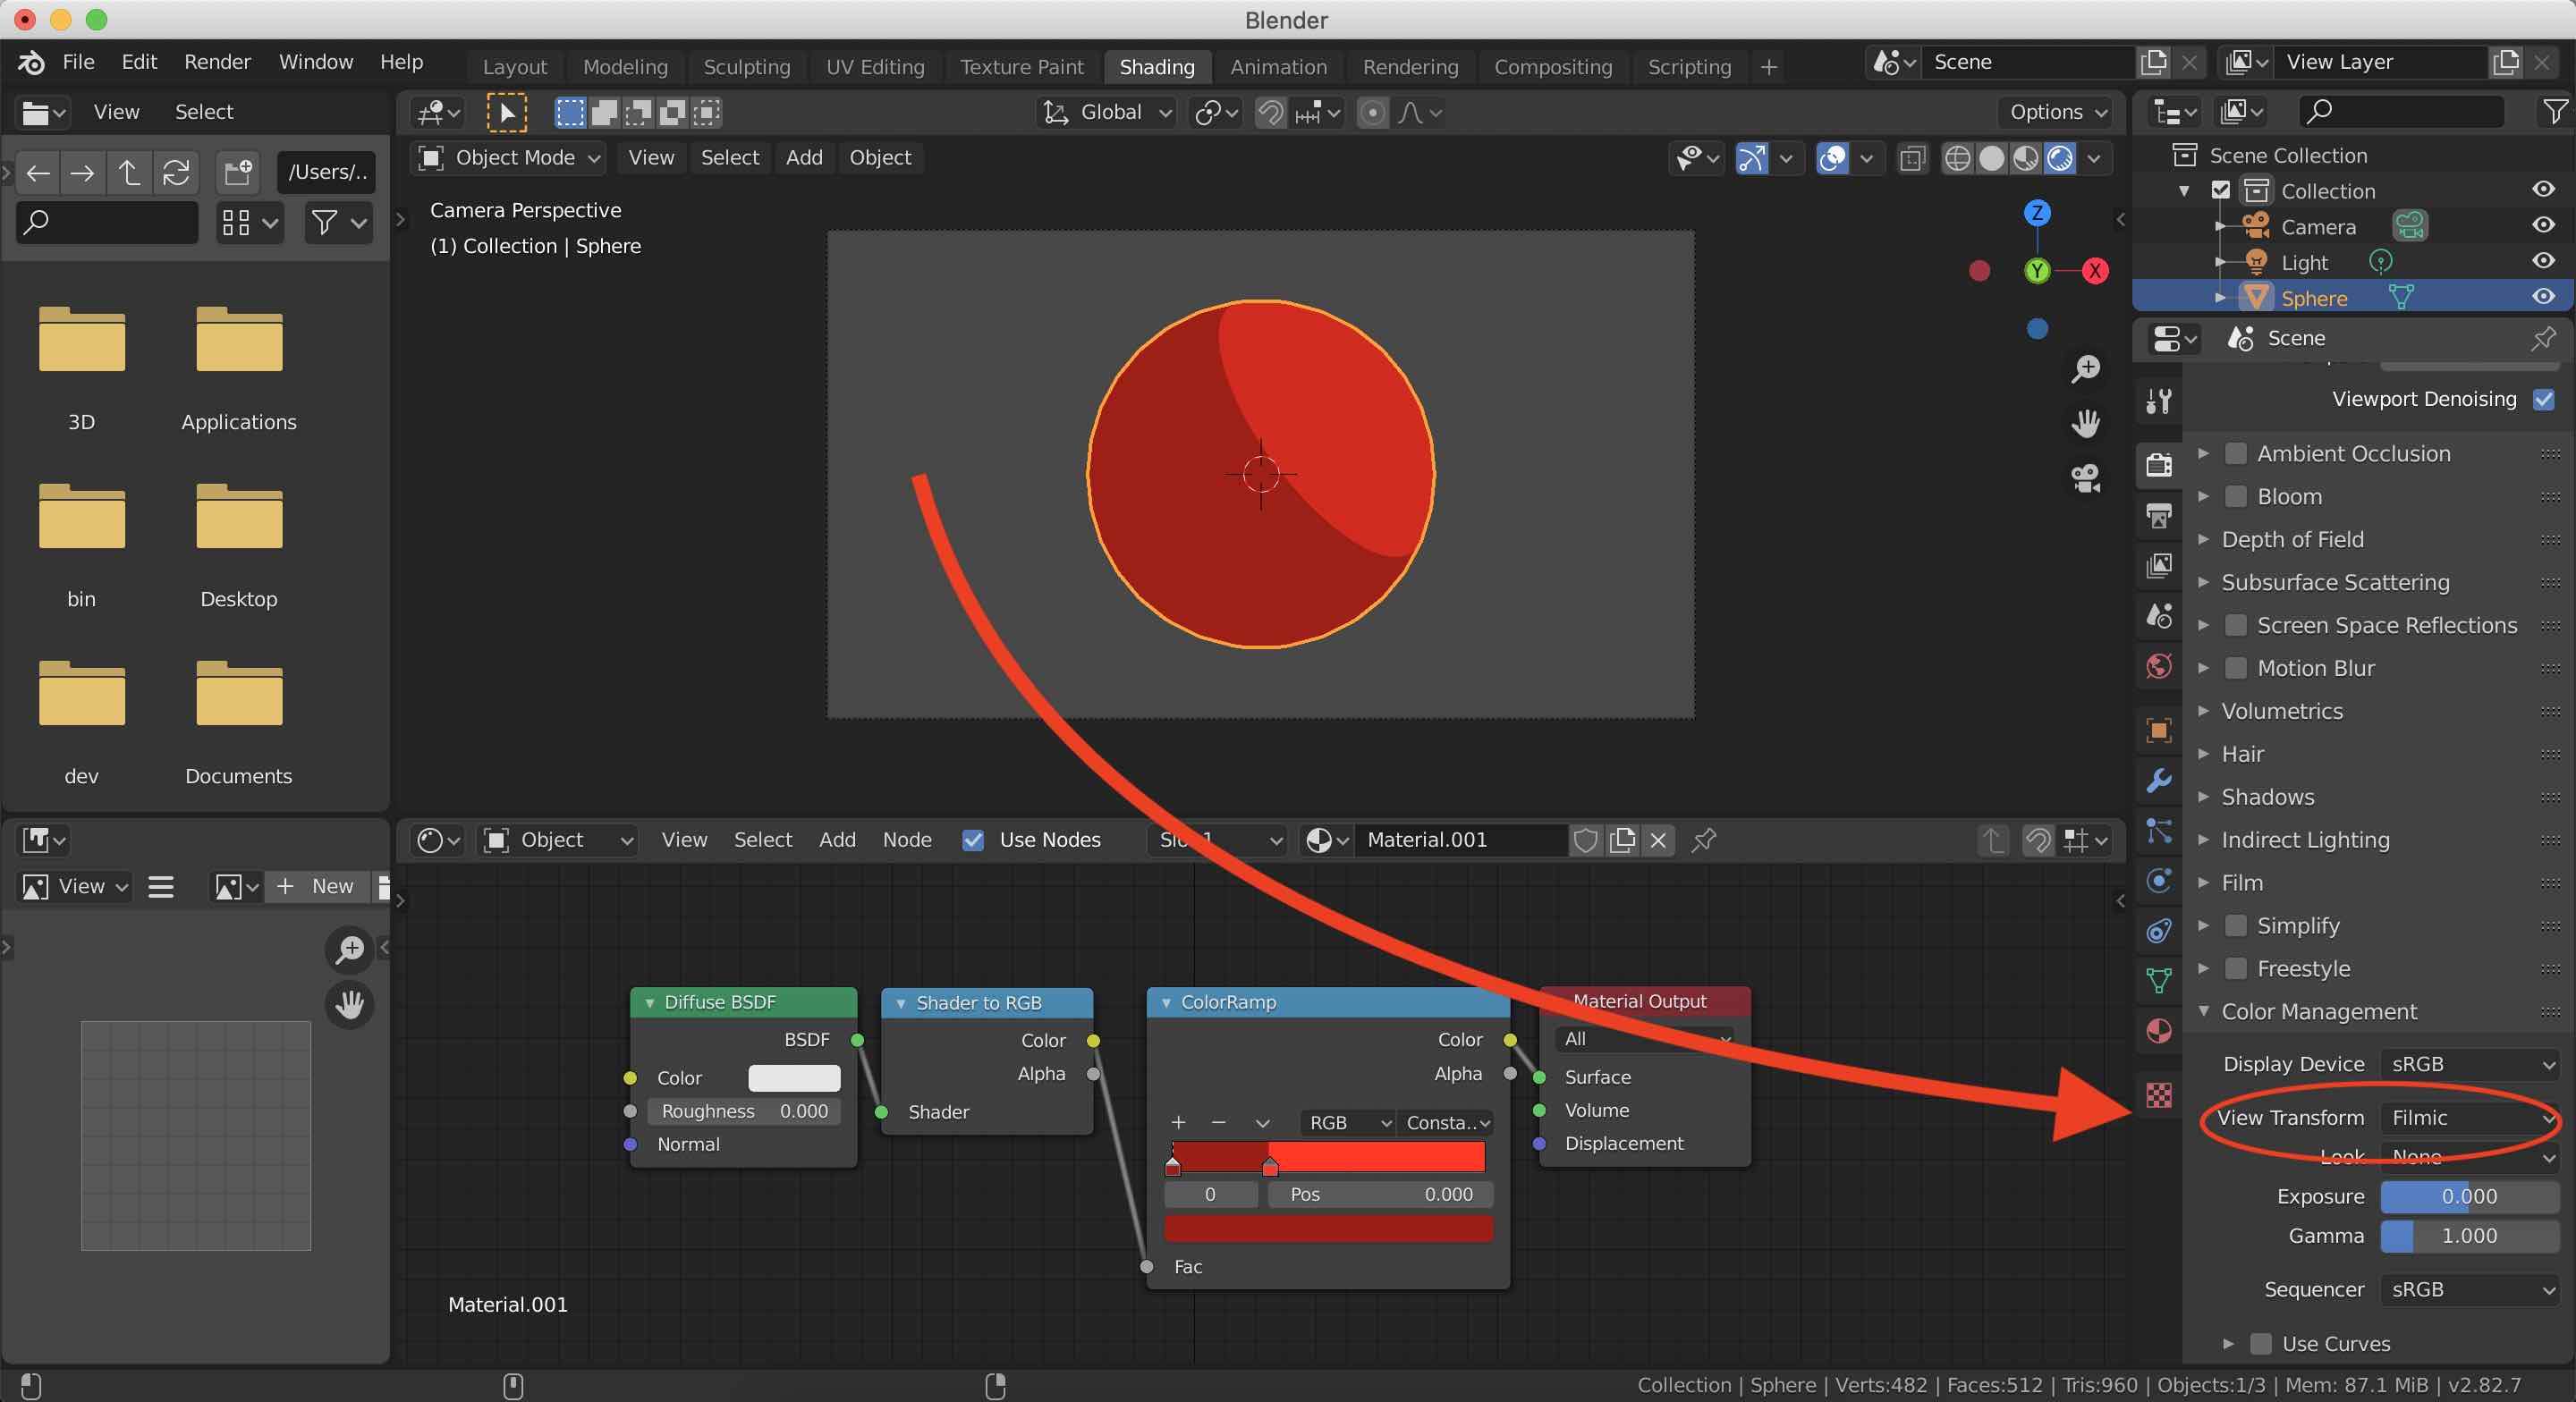 Blender
File Edit Render Window Help Layout Modeling Sculpting UV Editing Texture Paint Shading Animation Rendering Compositing Scripting + Scene View Layer
View Select
Global Options
/Users/..
Object Mode View Select Add Object
Camera Perspective
(1) Collection | Sphere
Z
Y
X
3D Applications
bin Desktop
dev Documents
Scene Collection
Collection
Camera
Light
Sphere
Scene
Viewport Denoising
Ambient Occlusion
Bloom
Depth of Field
Subsurface Scattering
Screen Space Reflections
Motion Blur
Volumetrics
Hair
Shadows
Indirect Lighting
Film
Simplify
Freestyle
Color Management
Display Device sRGB
View Transform Filmic
Look None
Exposure 0.000
Gamma 1.000
Sequencer sRGB
Use Curves
View + New
Object View Select Add Node Use Nodes Material.001
Diffuse BSDF
BSDF
Color
Roughness 0.000
Normal
Shader to RGB
Color
Alpha
Shader
ColorRamp
Color
Alpha
+ − RGB Consta..
0 Pos 0.000
Fac
Material Output
All
Surface
Volume
Displacement
Material.001
Collection | Sphere | Verts:482 | Faces:512 | Tris:960 | Objects:1/3 | Mem: 87.1 MiB | v2.82.7